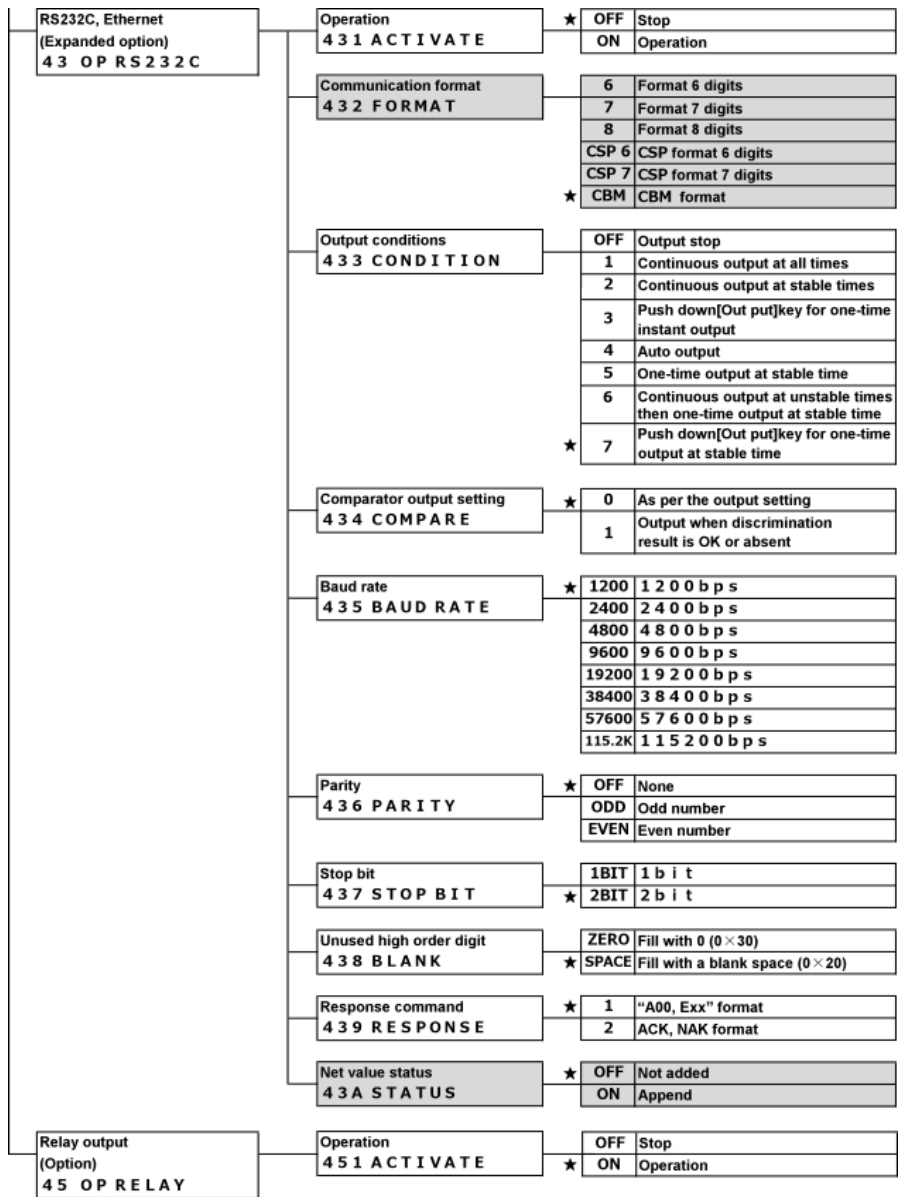 RS232C, Ethernet
(Expanded option)
43 OP RS232C
Operation
431 ACTIVATE
★ OFF Stop
ON Operation
Communication format
432 FORMAT
6 Format 6 digits
7 Format 7 digits
8 Format 8 digits
CSP 6 CSP format 6 digits
CSP 7 CSP format 7 digits
★ CBM CBM format
Output conditions
433 CONDITION
OFF Output stop
1 Continuous output at all times
2 Continuous output at stable times
3 Push down[Out put]key for one-time
instant output
4 Auto output
5 One-time output at stable time
6 Continuous output at unstable times
then one-time output at stable time
★ 7 Push down[Out put]key for one-time
output at stable time
Comparator output setting
434 COMPARE
★ 0 As per the output setting
1 Output when discrimination
result is OK or absent
Baud rate
435 BAUD RATE
★ 1200 1200bps
2400 2400bps
4800 4800bps
9600 9600bps
19200 19200bps
38400 38400bps
57600 57600bps
115.2K 115200bps
Parity
436 PARITY
★ OFF None
ODD Odd number
EVEN Even number
Stop bit
437 STOP BIT
1BIT 1bit
★ 2BIT 2bit
Unused high order digit
438 BLANK
ZERO Fill with 0 (0×30)
★ SPACE Fill with a blank space (0×20)
Response command
439 RESPONSE
★ 1 “A00, Exx” format
2 ACK, NAK format
Net value status
43A STATUS
★ OFF Not added
ON Append
Relay output
(Option)
45 OP RELAY
Operation
451 ACTIVATE
OFF Stop
★ ON Operation